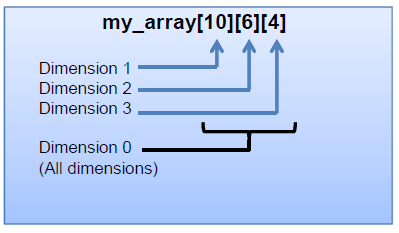 my_array[10][6][4]
Dimension 1
Dimension 2
Dimension 3
Dimension 0
(All dimensions)